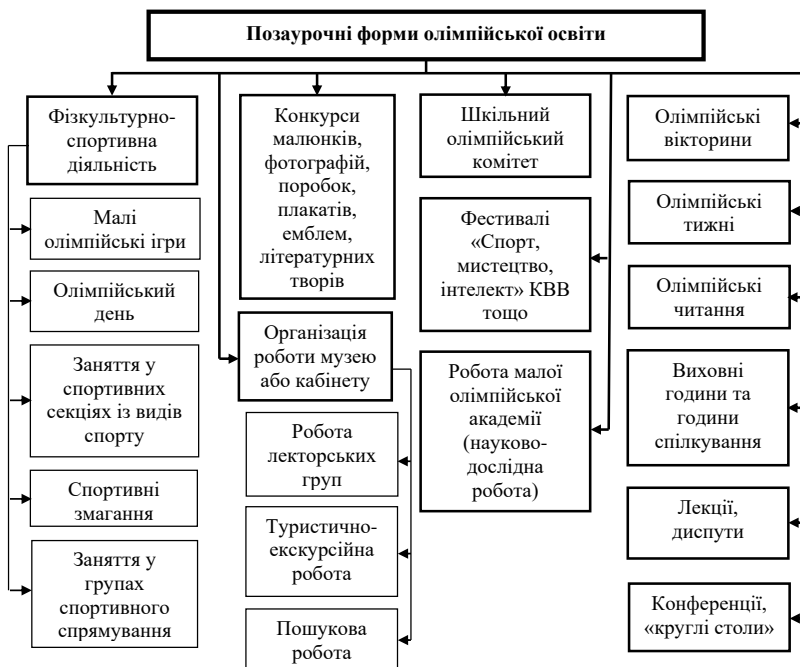 Позаурочні форми олімпійської освіти
Фізкультурно-
спортивна
діяльність
Малі
олімпійські ігри
Олімпійський
день
Заняття у
спортивних
секціях із видів
спорту
Спортивні
змагання
Заняття у
групах
спортивного
спрямування
Конкурси
малюнків,
фотографій,
поробок,
плакатів,
емблем,
літературних
творів
Організація
роботи музею
або кабінету
Робота
лекторських
груп
Туристично-
екскурсійна
робота
Пошукова
робота
Шкільний
олімпійський
комітет
Фестивалі
«Спорт,
мистецтво,
інтелект» КВВ
тощо
Робота малої
олімпійської
академії
(науково-
дослідна
робота)
Олімпійські
вікторини
Олімпійські
тижні
Олімпійські
читання
Виховні
години та
години
спілкування
Лекції,
диспути
Конференції,
«круглі столи»